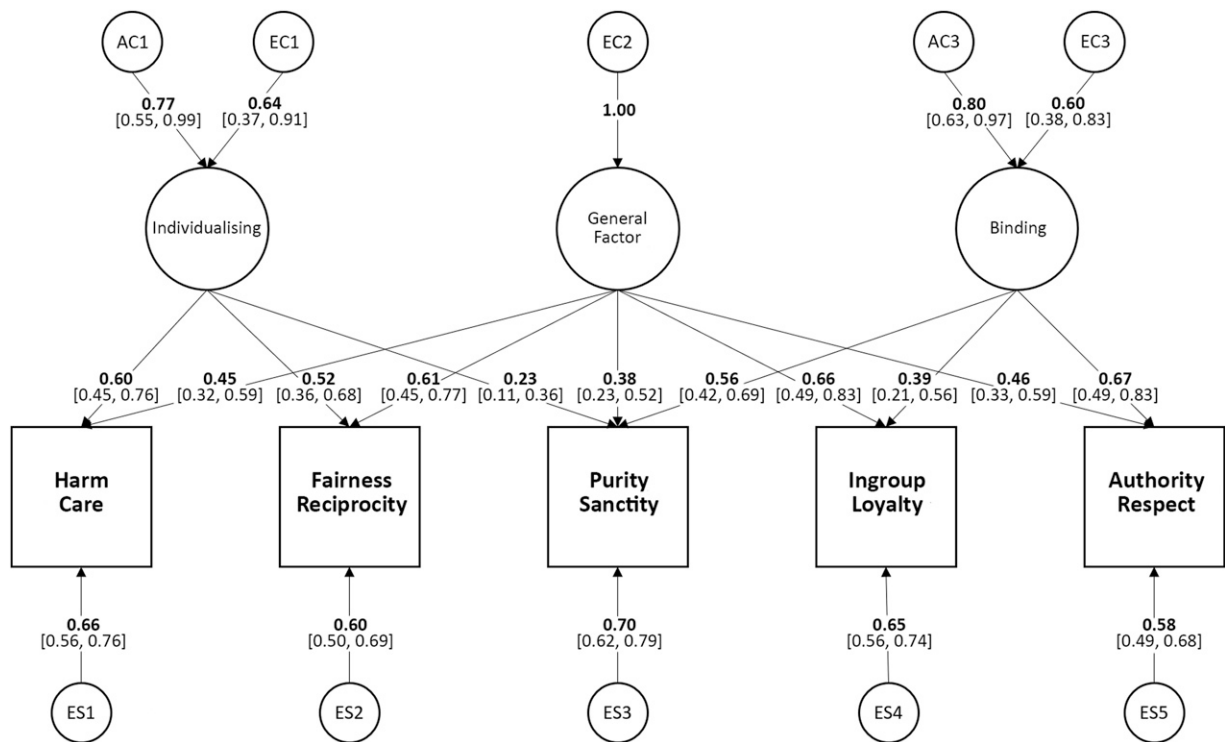 AC1
EC1
EC2
AC3
EC3
0.77
[0.55, 0.99]
0.64
[0.37, 0.91]
1.00
0.80
[0.63, 0.97]
0.60
[0.38, 0.83]
Individualising
General
Factor
Binding
0.60
[0.45, 0.76]
0.45
[0.32, 0.59]
0.52
[0.36, 0.68]
0.61
[0.45, 0.77]
0.23
[0.11, 0.36]
0.38
[0.23, 0.52]
0.56
[0.42, 0.69]
0.66
[0.49, 0.83]
0.39
[0.21, 0.56]
0.46
[0.33, 0.59]
0.67
[0.49, 0.83]
Harm
Care
Fairness
Reciprocity
Purity
Sanctity
Ingroup
Loyalty
Authority
Respect
0.66
[0.56, 0.76]
0.60
[0.50, 0.69]
0.70
[0.62, 0.79]
0.65
[0.56, 0.74]
0.58
[0.49, 0.68]
ES1
ES2
ES3
ES4
ES5